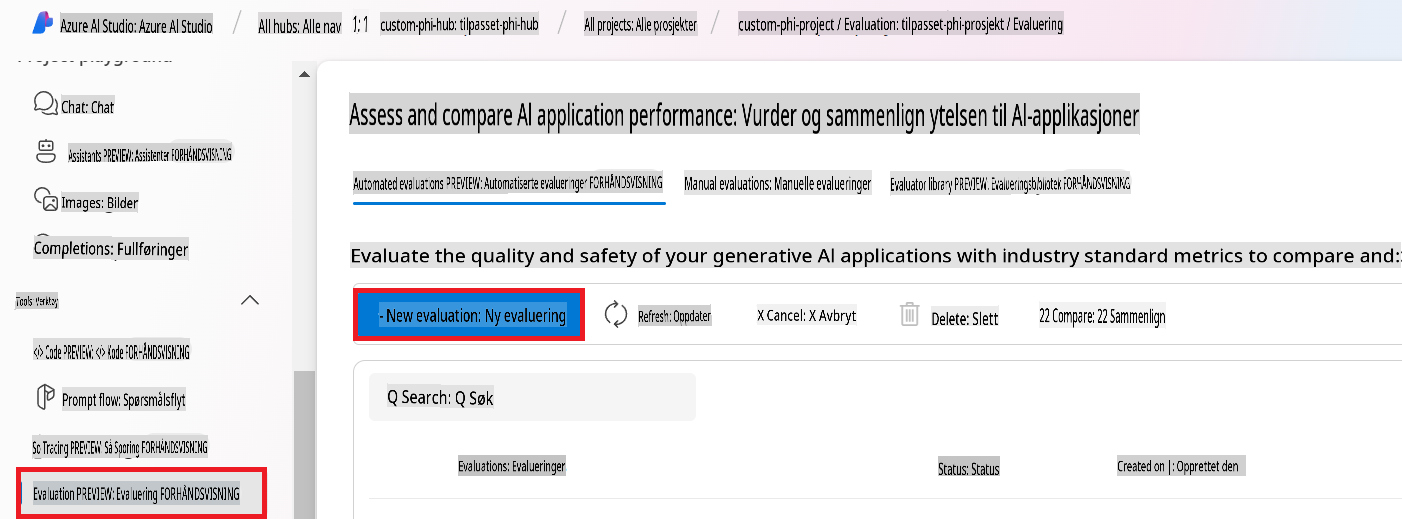 Azure AI Studio: Azure AI Studio / All hubs: Alle nav 1: 1 custom-phi-hub: tilpasset-phi-hub / All projects: Alle prosjekter / custom-phi-project / Evaluation: tilpasset-phi-prosjekt / Evaluering
Project playground
Chat: Chat
Assistants PREVIEW: Assistenter FORHÅNDSVISNING
Images: Bilder
Completions: Fullføringer
Tools: Verktøy
</> Code PREVIEW: </> Kode FORHÅNDSVISNING
Prompt flow: Spørsmålsflyt
So Tracing PREVIEW: Så Sporing FORHÅNDSVISNING
Evaluation PREVIEW: Evaluering FORHÅNDSVISNING
Assess and compare AI application performance: Vurder og sammenlign ytelsen til AI-applikasjoner
Automated evaluations PREVIEW: Automatiserte evalueringer FORHÅNDSVISNING Manual evaluations: Manuelle evalueringer Evaluator library PREVIEW: Evalueringsbibliotek FORHÅNDSVISNING
Evaluate the quality and safety of your generative AI applications with industry standard metrics to compare and:
- New evaluation: Ny evaluering Refresh: Oppdater X Cancel: X Avbryt Delete: Slett 22 Compare: 22 Sammenlign
Q Search: Q Søk
Evaluations: Evalueringer Status: Status Created on |: Opprettet den